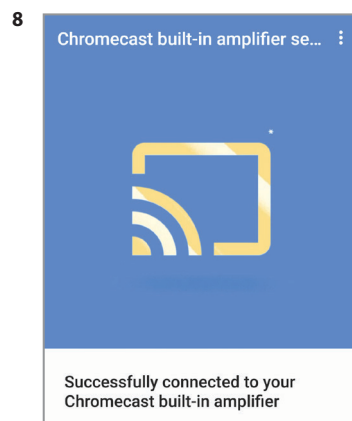 8
Chromecast built-in amplifier se...
Successfully connected to your
Chromecast built-in amplifier